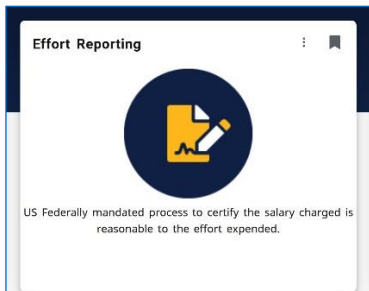 Effort Reporting
US Federally mandated process to certify the salary charged is
reasonable to the effort expended.